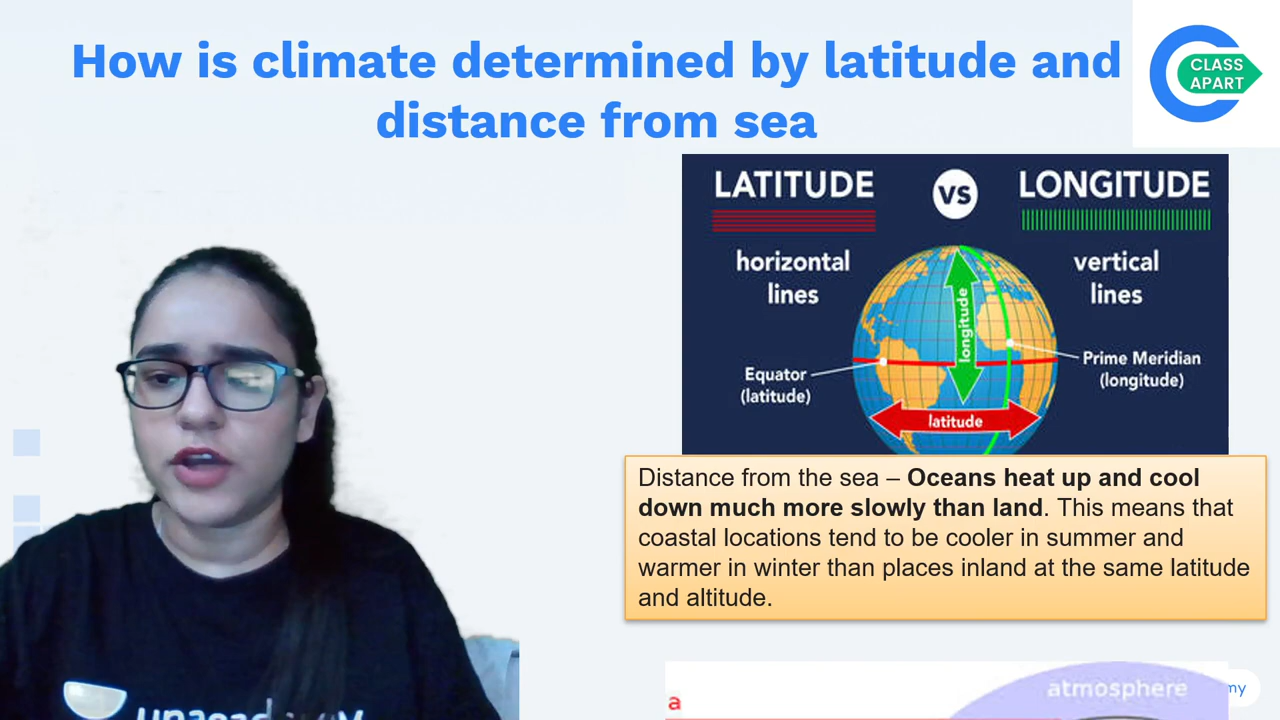 How is climate determined by latitude and
distance from sea
CLASS
APART
LATITUDE
VS
LONGITUDE
horizontal
lines
vertical
lines
longitude
Equator
(latitude)
Prime Meridian
(longitude)
latitude
Distance from the sea – Oceans heat up and cool
down much more slowly than land. This means that
coastal locations tend to be cooler in summer and
warmer in winter than places inland at the same latitude
and altitude.
a
atmosphere